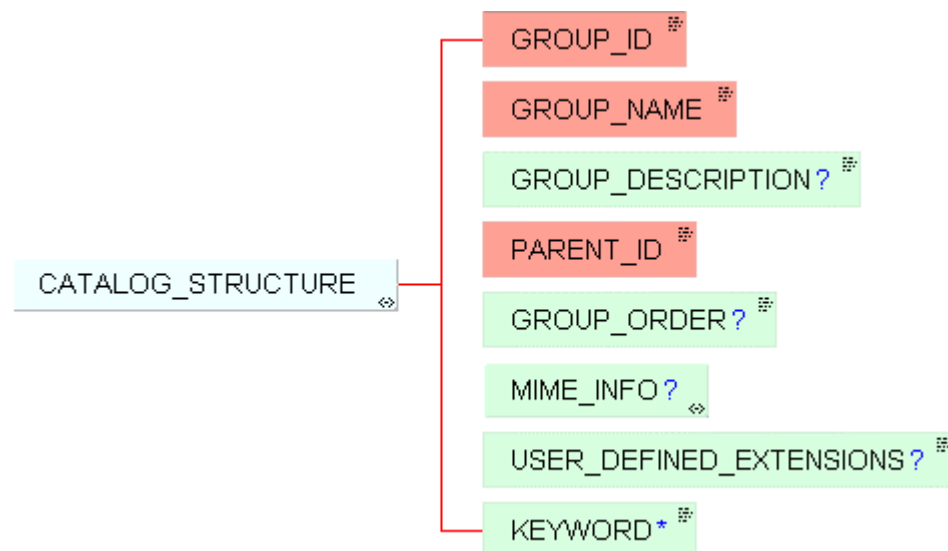 GROUP_ID
GROUP_NAME
GROUP_DESCRIPTION?
PARENT_ID
CATALOG_STRUCTURE
GROUP_ORDER?
MIME_INFO?
USER_DEFINED_EXTENSIONS?
KEYWORD*